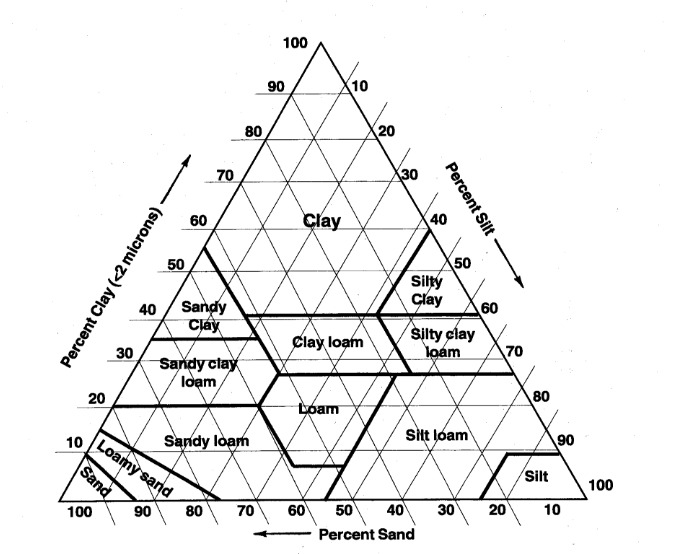 100
90
10
80
20
70
30
60
Clay
40
50
50
Silty
Clay
40
Sandy
Clay
60
Clay loam
Silty clay
loam
30
Sandy clay
loam
70
20
Loam
80
10
Sandy loam
Silt loam
90
Loamy sand
Sand
Silt
100
100
90
80
70
60
50
40
30
20
10
Percent Sand
Percent Clay (<2 microns)
Percent Silt